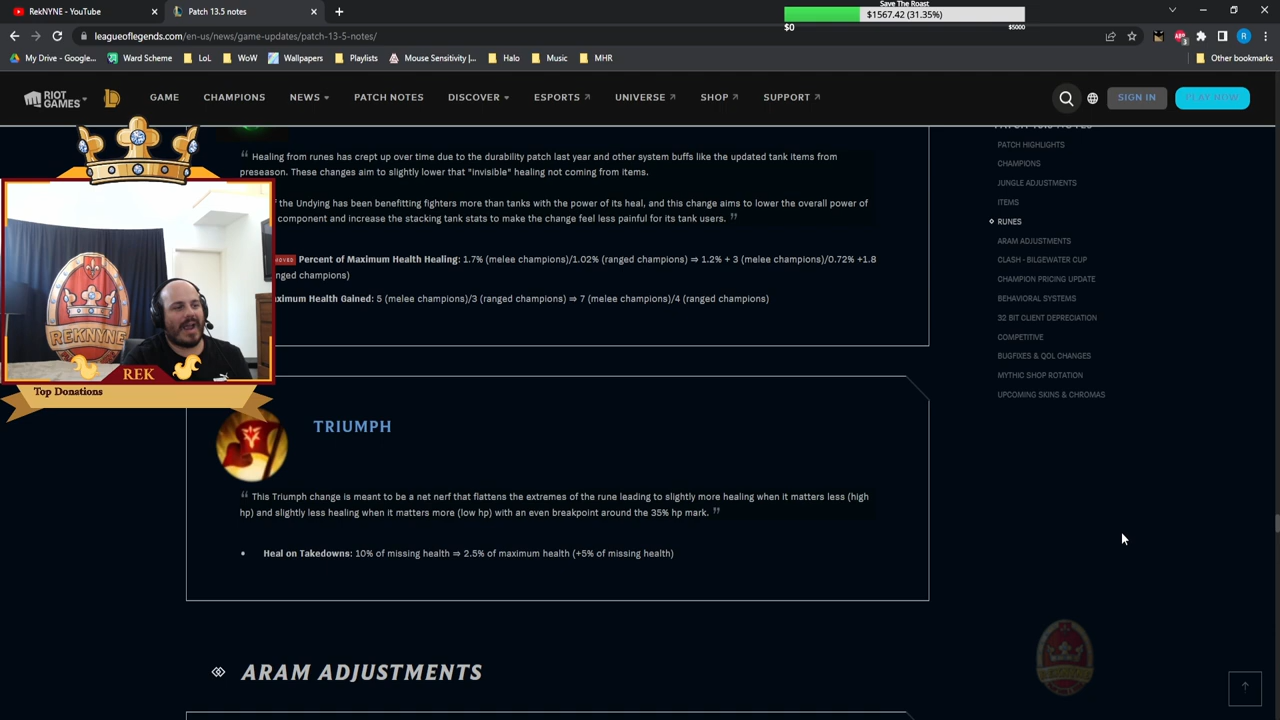 RekNYNE - YouTube
Patch 13.5 notes
Save The Roast
$1567.42 (31.35%)
$0
$5000
leagueoflegends.com/en-us/news/game-updates/patch-13-5-notes/
My Drive - Google...
Ward Scheme
LoL
WoW
Wallpapers
Playlists
Mouse Sensitivity |...
Halo
Music
MHR
Other bookmarks
RIOT GAMES
GAME
CHAMPIONS
NEWS
PATCH NOTES
DISCOVER
ESPORTS
UNIVERSE
SHOP
SUPPORT
SIGN IN
PLAY NOW
“ Healing from runes has crept up over time due to the durability patch last year and other system buffs like the updated tank items from
preseason. These changes aim to slightly lower that "invisible" healing not coming from items.
the Undying has been benefitting fighters more than tanks with the power of its heal, and this change aims to lower the overall power of
component and increase the stacking tank stats to make the change feel less painful for its tank users. ”
Percent of Maximum Health Healing: 1.7% (melee champions)/1.02% (ranged champions) ⇒ 1.2% + 3 (melee champions)/0.72% +1.8
champions)
Health Gained: 5 (melee champions)/3 (ranged champions) ⇒ 7 (melee champions)/4 (ranged champions)
REKNYNE
REK
Top Donations
TRIUMPH
“ This Triumph change is meant to be a net nerf that flattens the extremes of the rune leading to slightly more healing when it matters less (high
hp) and slightly less healing when it matters more (low hp) with an even breakpoint around the 35% hp mark. ”
• Heal on Takedowns: 10% of missing health ⇒ 2.5% of maximum health (+5% of missing health)
ARAM ADJUSTMENTS
PATCH 13.5 NOTES
PATCH HIGHLIGHTS
CHAMPIONS
JUNGLE ADJUSTMENTS
ITEMS
RUNES
ARAM ADJUSTMENTS
CLASH - BILGEWATER CUP
CHAMPION PRICING UPDATE
BEHAVIORAL SYSTEMS
32 BIT CLIENT DEPRECIATION
COMPETITIVE
BUGFIXES & QOL CHANGES
MYTHIC SHOP ROTATION
UPCOMING SKINS & CHROMAS